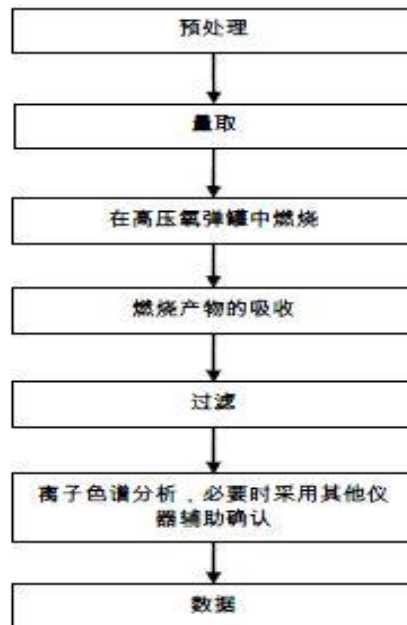 预处理
量取
在高压氧弹罐中燃烧
燃烧产物的吸收
过滤
离子色谱分析，必要时采用其他仪
器辅助确认
数据